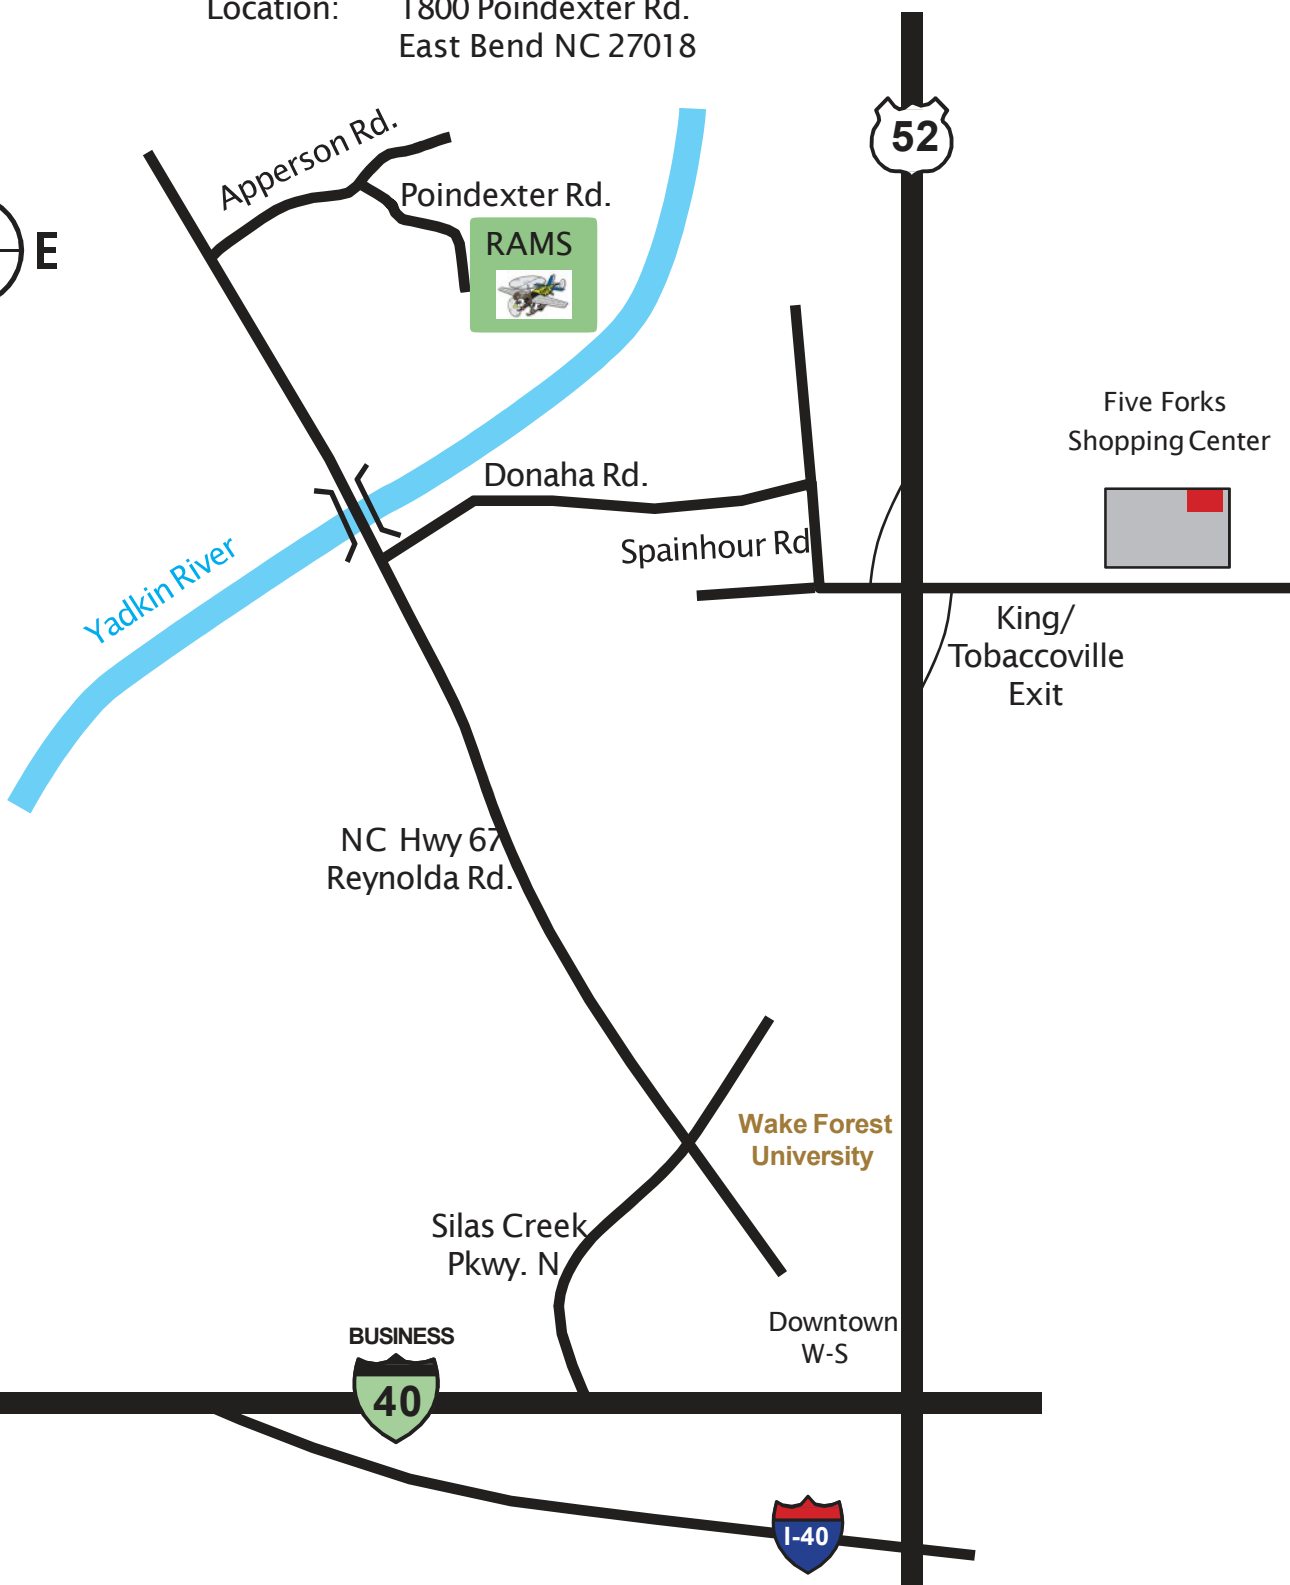 Location: 1800 Poindexter Rd.
East Bend NC 27018
52
Apperson Rd.
Poindexter Rd.
E
RAMS
Five Forks
Shopping Center
Donaha Rd.
Spainhour Rd
Yadkin River
King/
Tobaccoville
Exit
NC Hwy 67
Reynolda Rd.
Wake Forest
University
Silas Creek
Pkwy. N
Downtown
W-S
BUSINESS
40
I-40